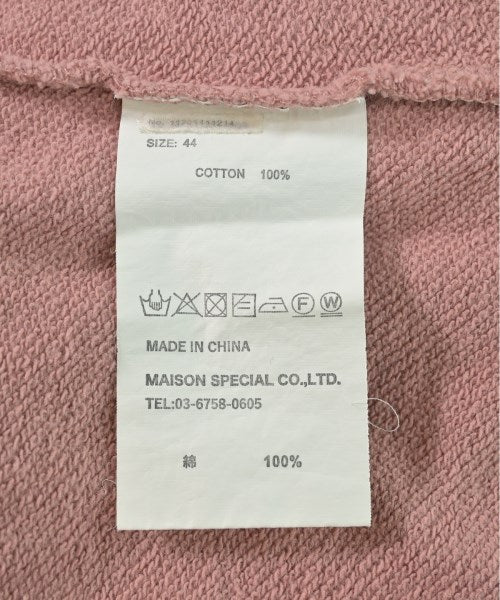 SIZE: 44
COTTON 100%
MADE IN CHINA
MAISON SPECIAL CO.,LTD.
TEL:03-6758-0605
綿 100%